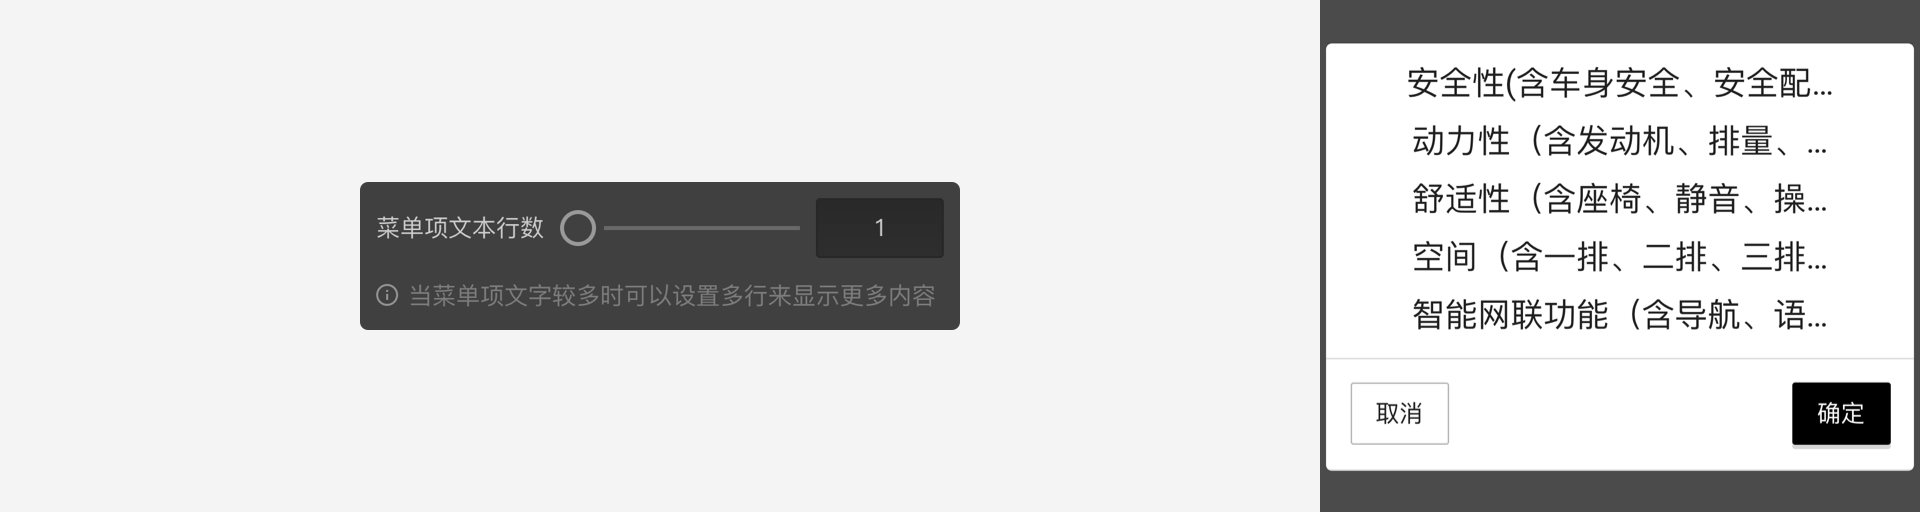 菜单项文本行数
1
当菜单项文字较多时可以设置多行来显示更多内容
安全性(含车身安全、安全配...
动力性（含发动机、排量、...
舒适性（含座椅、静音、操...
空间（含一排、二排、三排...
智能网联功能（含导航、语...
取消
确定